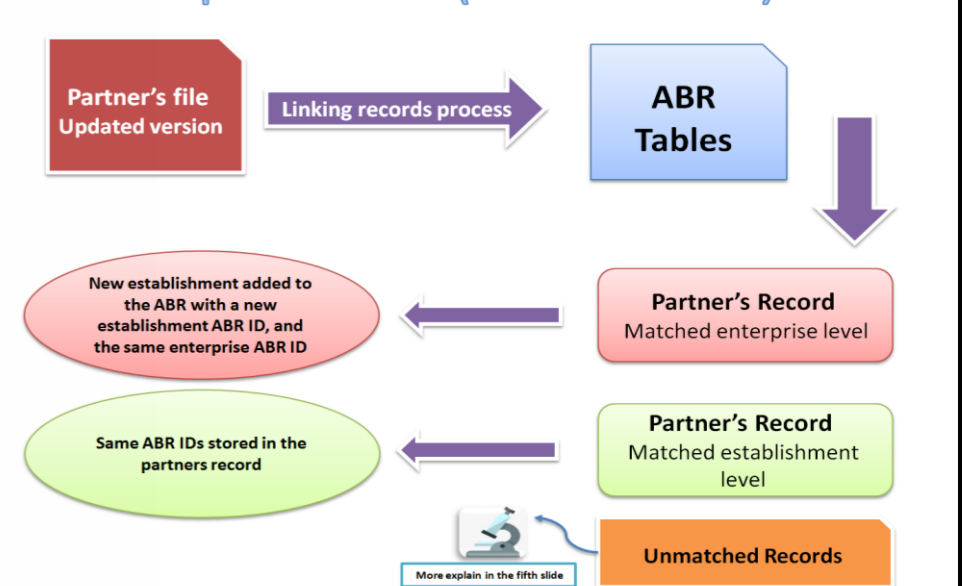 Partner's file
Updated version
Linking records process
ABR
Tables
New establishment added to
the ABR with a new
establishment ABR ID, and
the same enterprise ABR ID
Partner's Record
Matched enterprise level
Same ABR IDs stored in the
partners record
Partner's Record
Matched establishment
level
Unmatched Records
More explain in the fifth slide